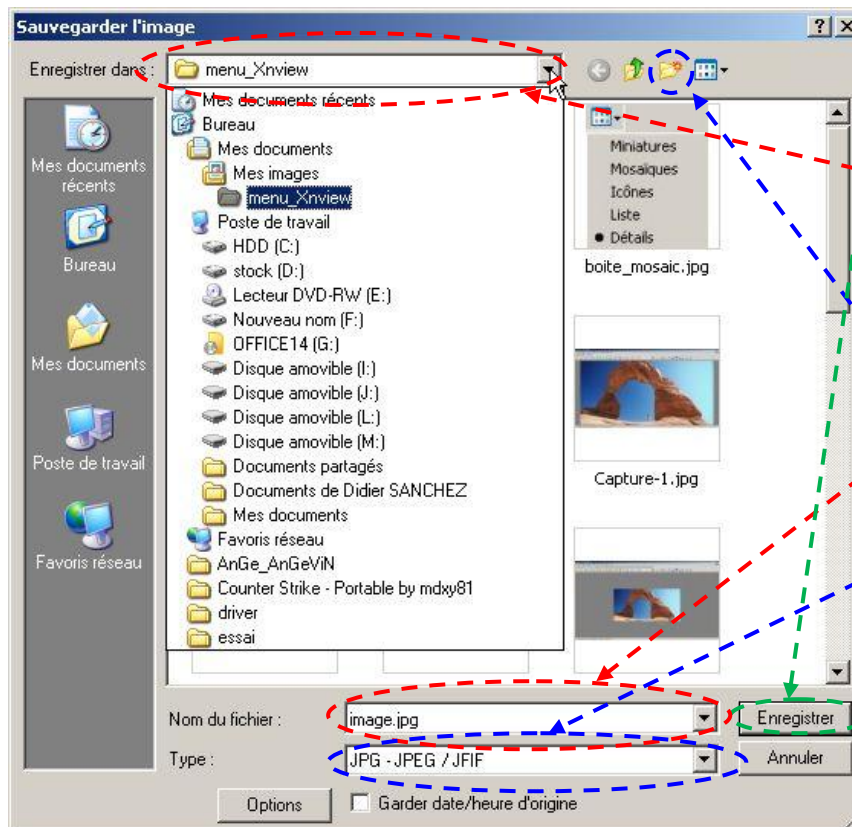 Sauvegarder l'image
Enregistrer dans :
menu_Xnview
Mes documents récents
Bureau
Mes documents
Mes images
menu_Xnview
Poste de travail
HDD (C:)
stock (D:)
Lecteur DVD-RW (E:)
Nouveau nom (F:)
OFFICE14 (G:)
Disque amovible (I:)
Disque amovible (J:)
Disque amovible (L:)
Disque amovible (M:)
Documents partagés
Documents de Didier SANCHEZ
Mes documents
Favoris réseau
AnGe_AnGeViN
Counter Strike - Portable by mdxy81
driver
essai
Mes documents
récents
Bureau
Mes documents
Poste de travail
Favoris réseau
Miniatures
Mosaïques
Icônes
Liste
Détails
boite_mosaic.jpg
Capture-1.jpg
Nom du fichier :
image.jpg
Enregistrer
Type :
JPG - JPEG / JFIF
Annuler
Options
Garder date/heure d'origine